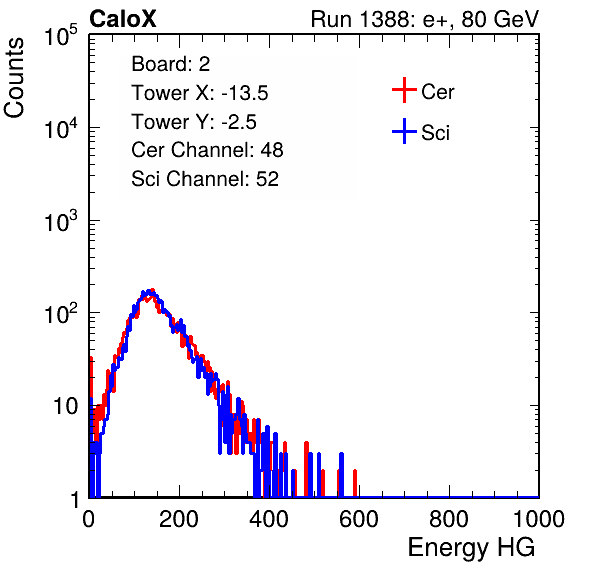 CaloX Run 1388: e+, 80 GeV
Counts
10^5
10^4
10^3
10^2
10
1
Board: 2
Tower X: -13.5
Tower Y: -2.5
Cer Channel: 48
Sci Channel: 52
Cer
Sci
0 200 400 600 800 1000
Energy HG